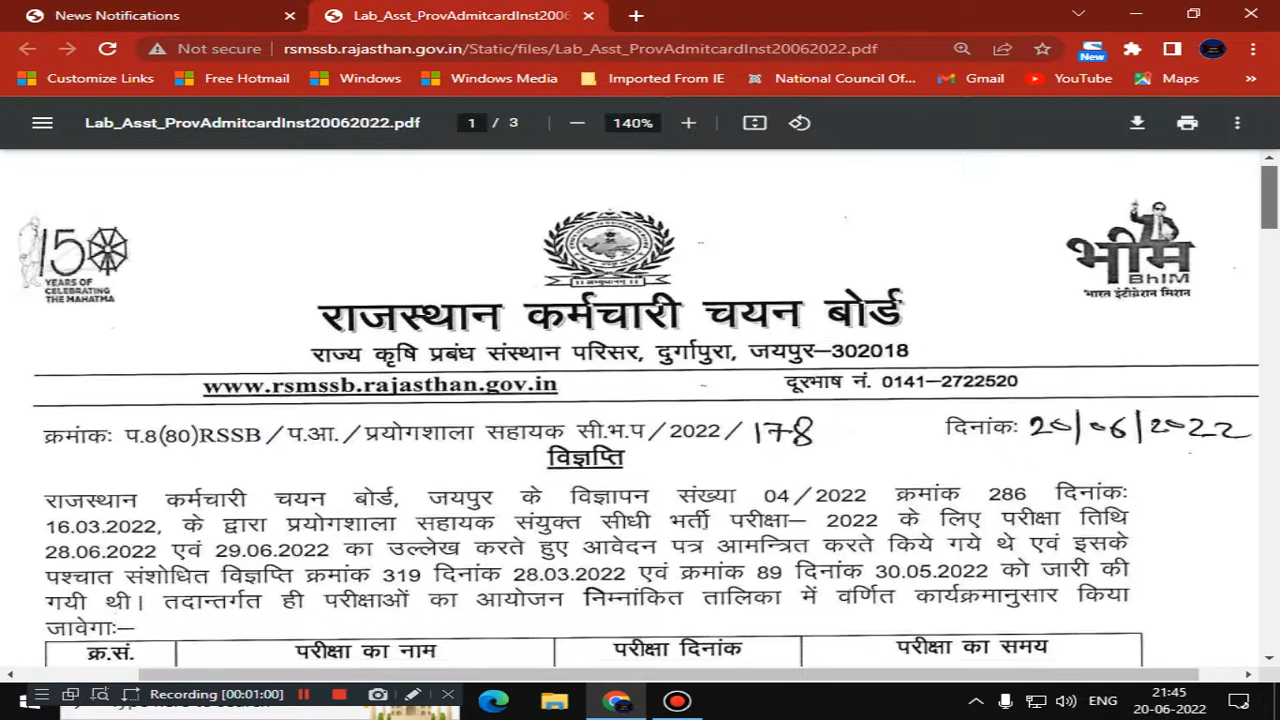 News Notifications
Lab_Asst_ProvAdmitcardInst2006
Not secure
rsmssb.rajasthan.gov.in/Static/files/Lab_Asst_ProvAdmitcardInst20062022.pdf
New
Customize Links
Free Hotmail
Windows
Windows Media
Imported From IE
National Council Of...
Gmail
YouTube
Maps
»
Lab_Asst_ProvAdmitcardInst20062022.pdf
1 / 3
140%
150
YEARS OF
CELEBRATING
THE MAHATMA
भीम
BhIM
भारत इंटीग्रेशन मिशन
राजस्थान कर्मचारी चयन बोर्ड
राज्य कृषि प्रबंध संस्थान परिसर, दुर्गापुरा, जयपुर–302018
www.rsmssb.rajasthan.gov.in
दूरभाष नं. 0141–2722520
क्रमांकः प.8(80)RSSB/प.आ./प्रयोगशाला सहायक सी.भ.प/2022/178
दिनांकः 20/06/2022
विज्ञप्ति
राजस्थान कर्मचारी चयन बोर्ड, जयपुर के विज्ञापन संख्या 04/2022 क्रमांक 286 दिनांकः
16.03.2022, के द्वारा प्रयोगशाला सहायक संयुक्त सीधी भर्ती परीक्षा– 2022 के लिए परीक्षा तिथि
28.06.2022 एवं 29.06.2022 का उल्लेख करते हुए आवेदन पत्र आमन्त्रित करते किये गये थे एवं इसके
पश्चात संशोधित विज्ञप्ति क्रमांक 319 दिनांक 28.03.2022 एवं क्रमांक 89 दिनांक 30.05.2022 को जारी की
गयी थी। तदान्तर्गत ही परीक्षाओं का आयोजन निम्नांकित तालिका में वर्णित कार्यक्रमानुसार किया
जावेगाः–
क्र.सं.
परीक्षा का नाम
परीक्षा दिनांक
परीक्षा का समय
Recording [00:01:00]
ENG
21:45
20-06-2022